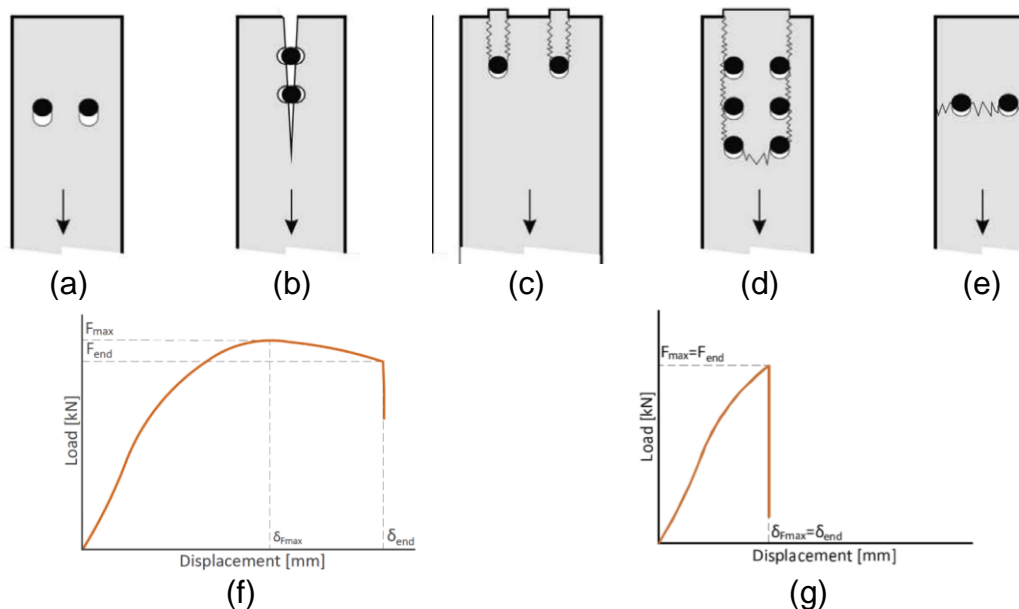 (a)
(b)
(c)
(d)
(e)
Fmax
Fend
Load [kN]
δFmax
δend
Displacement [mm]
(f)
Fmax=Fend
Load [kN]
δFmax=δend
Displacement [mm]
(g)